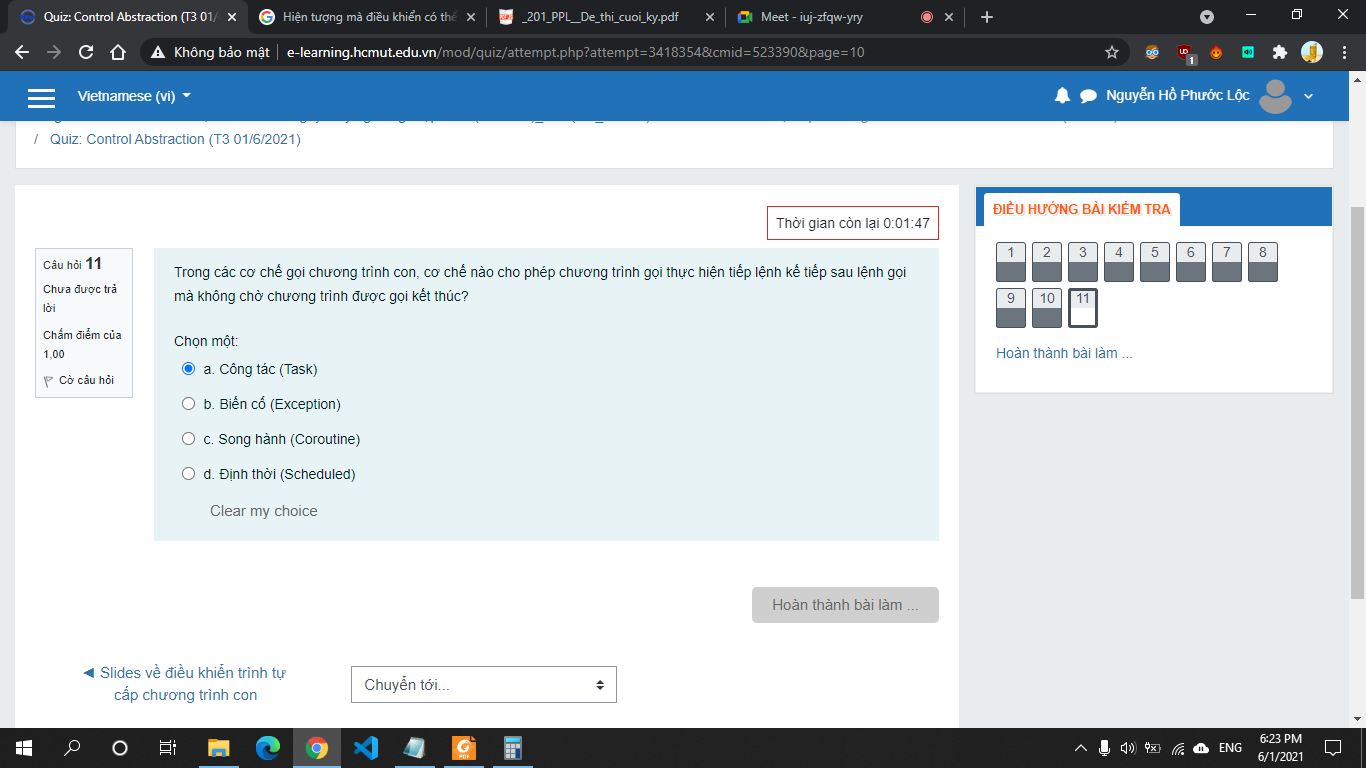 Quiz: Control Abstraction (T3 01/
Hiện tượng mà điều khiển có thể
_201_PPL__De_thi_cuoi_ky.pdf
Meet - iuj-zfqw-yry
Không bảo mật
e-learning.hcmut.edu.vn/mod/quiz/attempt.php?attempt=3418354&cmid=523390&page=10
1
Vietnamese (vi)
Nguyễn Hồ Phước Lộc
/ Quiz: Control Abstraction (T3 01/6/2021)
Thời gian còn lại 0:01:47
Câu hỏi 11
Chưa được trả
lời
Chấm điểm của
1,00
Cờ câu hỏi
Trong các cơ chế gọi chương trình con, cơ chế nào cho phép chương trình gọi thực hiện tiếp lệnh kế tiếp sau lệnh gọi
mà không chờ chương trình được gọi kết thúc?
Chọn một:
a. Công tác (Task)
b. Biến cố (Exception)
c. Song hành (Coroutine)
d. Định thời (Scheduled)
Clear my choice
Hoàn thành bài làm ...
◄ Slides về điều khiển trình tự
cấp chương trình con
Chuyển tới...
ĐIỀU HƯỚNG BÀI KIỂM TRA
1 2 3 4 5 6 7 8
9 10 11
Hoàn thành bài làm ...
ENG
6:23 PM
6/1/2021